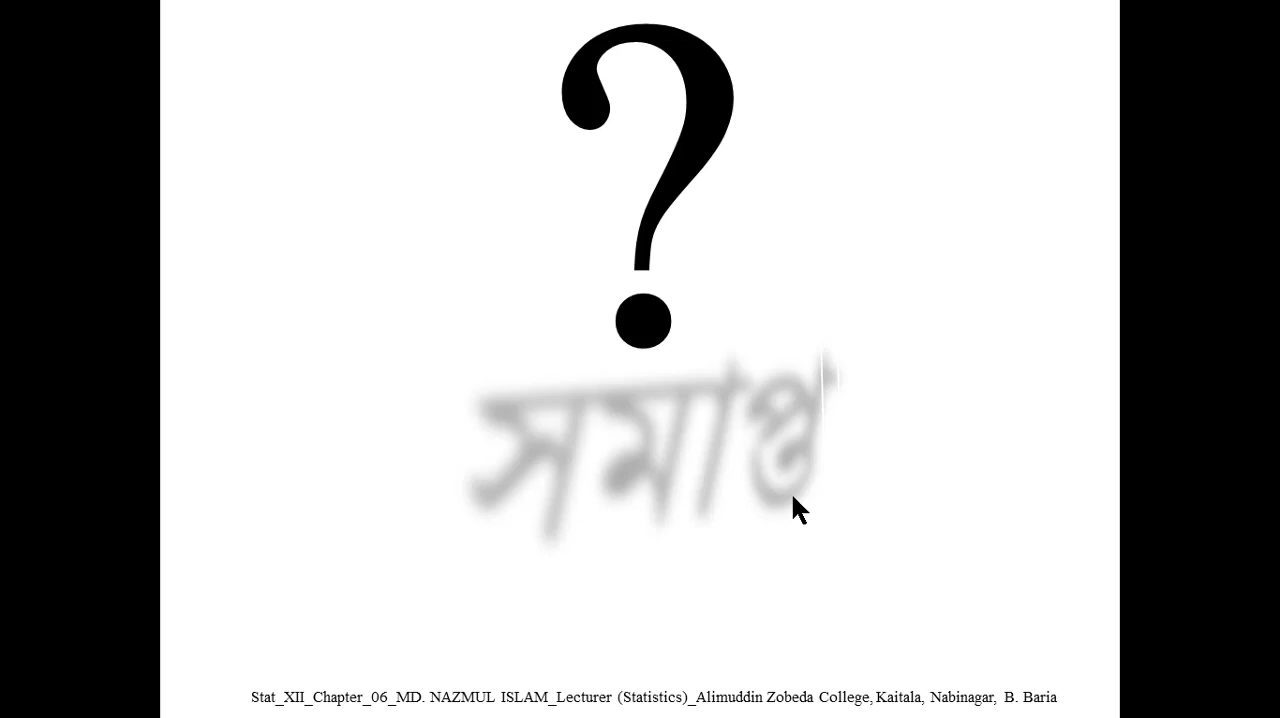 ?
সমাপ্ত
Stat_XII_Chapter_06_MD. NAZMUL ISLAM_Lecturer (Statistics)_Alimuddin Zobeda College, Kaitala, Nabinagar, B. Baria